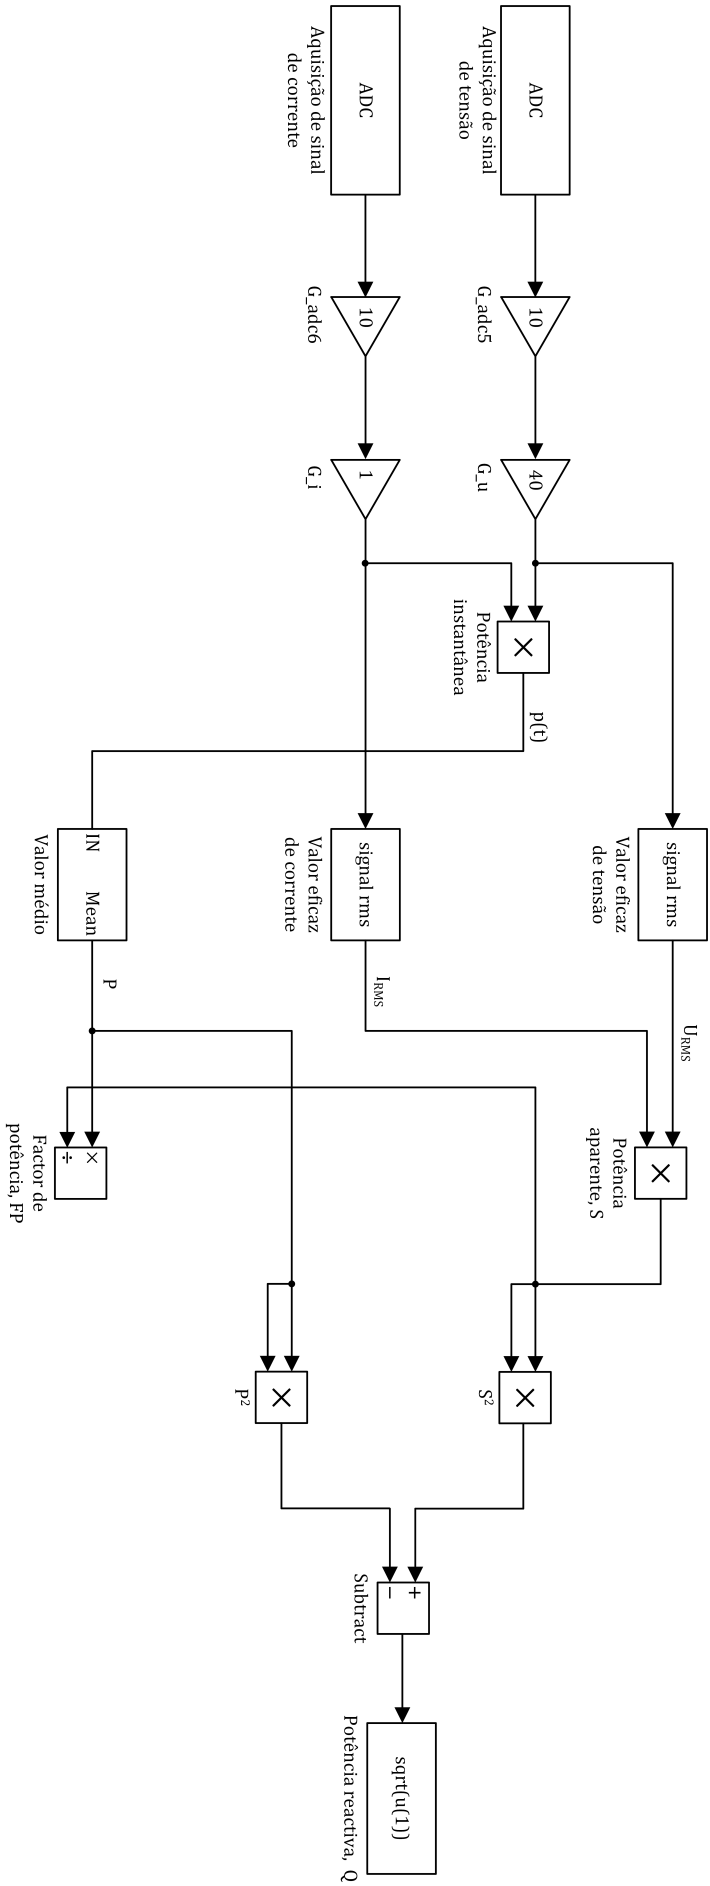 ADC
Aquisição de sinal
de tensão
10
G_adc5
40
G_u
ADC
Aquisição de sinal
de corrente
10
G_adc6
1
G_i
×
Potência
instantânea
p(t)
signal rms
Valor eficaz
de tensão
U_RMS
signal rms
Valor eficaz
de corrente
I_RMS
IN Mean
Valor médio
P
×
Potência
aparente, S
×
÷
Factor de
potência, FP
×
S²
×
P²
+
−
Subtract
sqrt(u(1))
Potência reactiva, Q